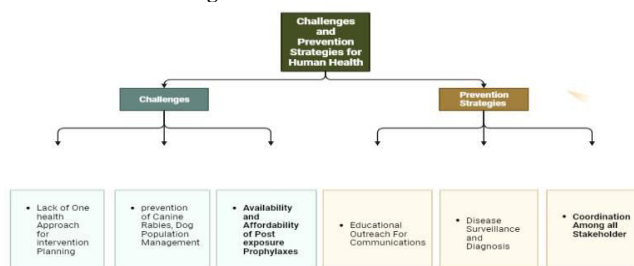 Challenges
and
Prevention
Strategies for
Human Health
Challenges
Prevention
Strategies
• Lack of One
health
Approach
for
intervention
Planning
• prevention
of Canine
Rabies, Dog
Population
Management
• Availability
and
Affordability
of Post
exposure
Prophylaxes
• Educational
Outreach For
Communications
• Disease
Surveillance
and
Diagnosis
• Coordination
Among all
Stakeholder